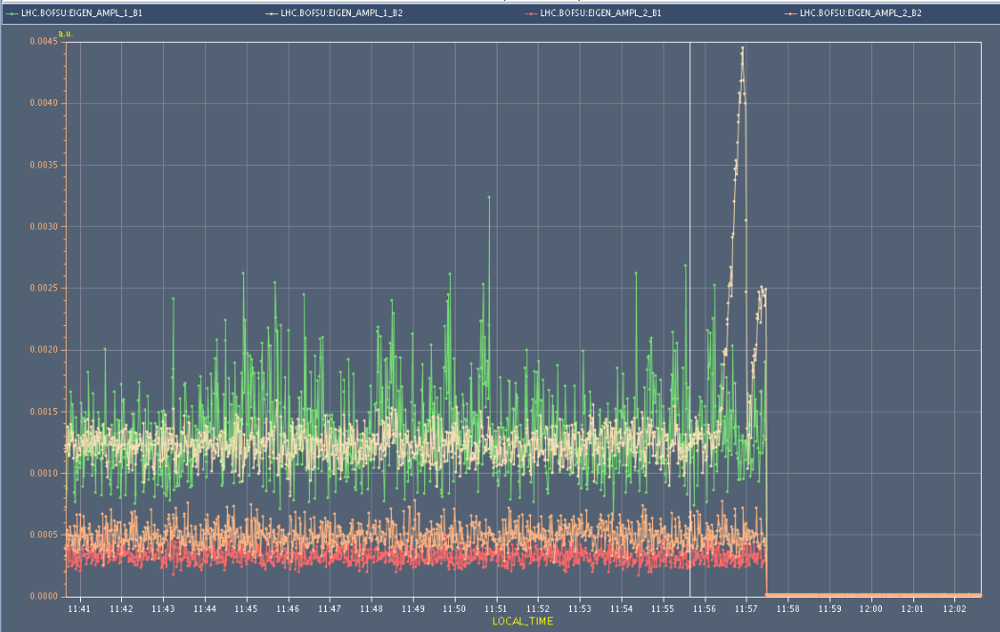 LHC.BOFSU:EIGEN_AMPL_1_B1 LHC.BOFSU:EIGEN_AMPL_1_B2 LHC.BOFSU:EIGEN_AMPL_2_B1 LHC.BOFSU:EIGEN_AMPL_2_B2
a.u.
0.0045
0.0040
0.0035
0.0030
0.0025
0.0020
0.0015
0.0010
0.0005
0.0000
11:41 11:42 11:43 11:44 11:45 11:46 11:47 11:48 11:49 11:50 11:51 11:52 11:53 11:54 11:55 11:56 11:57 11:58 11:59 12:00 12:01 12:02
LOCAL_TIME